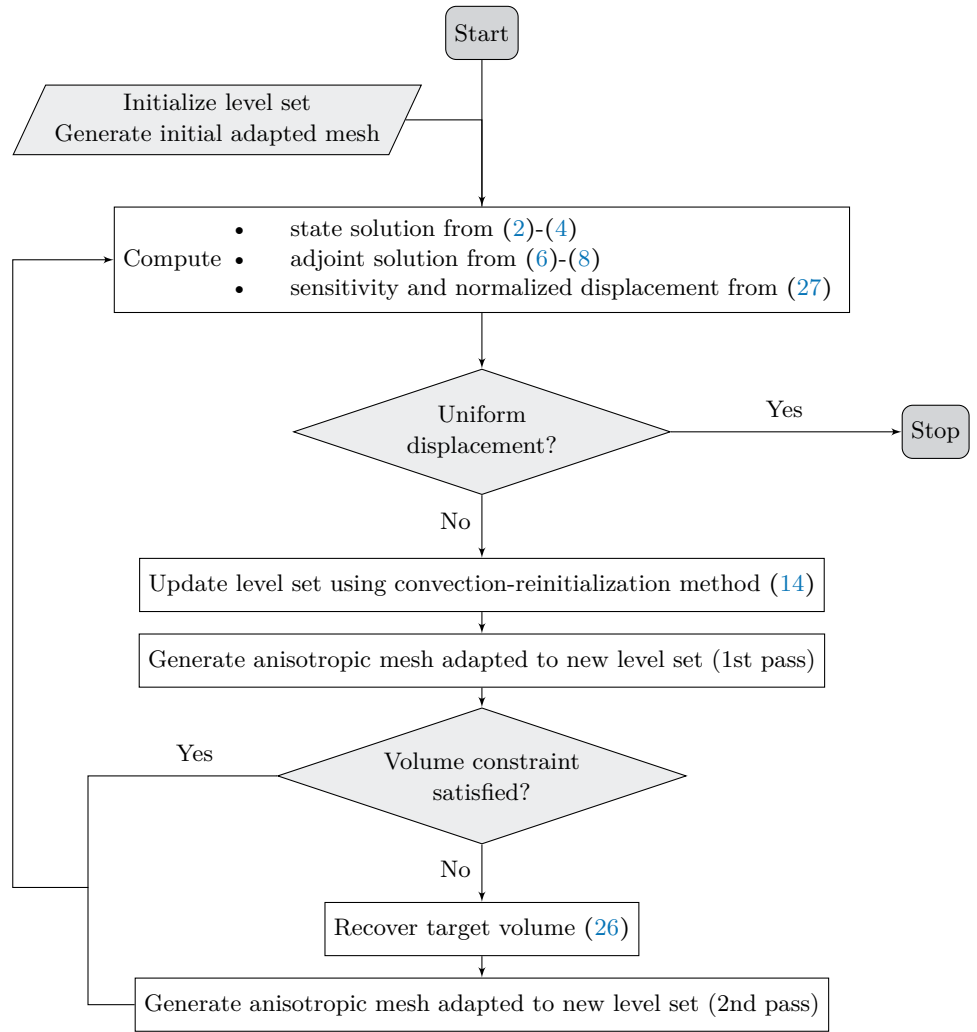 Start
Initialize level set
Generate initial adapted mesh
• state solution from (2)-(4)
Compute • adjoint solution from (6)-(8)
• sensitivity and normalized displacement from (27)
Uniform
displacement?
Yes
Stop
No
Update level set using convection-reinitialization method (14)
Generate anisotropic mesh adapted to new level set (1st pass)
Yes
Volume constraint
satisfied?
No
Recover target volume (26)
Generate anisotropic mesh adapted to new level set (2nd pass)